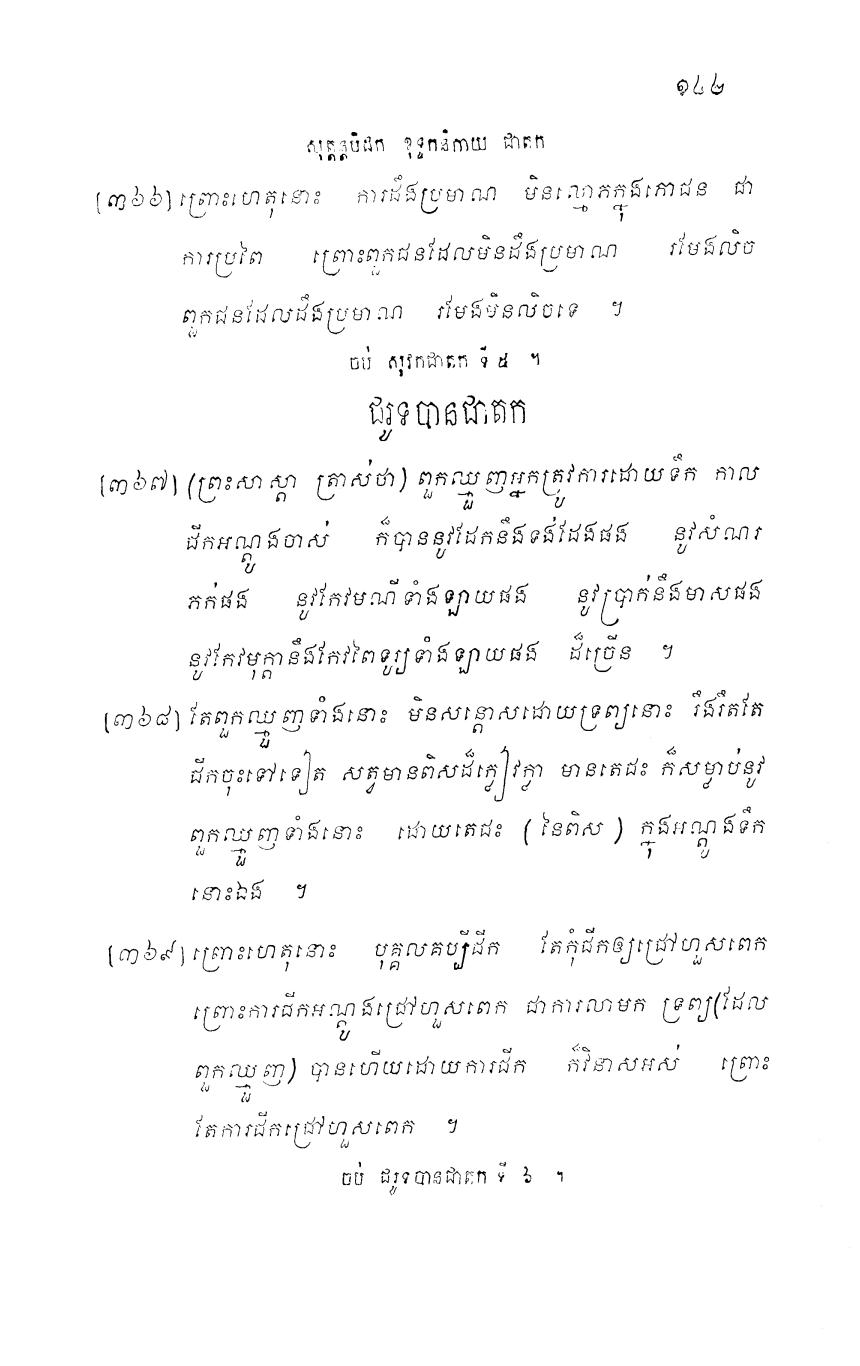 ១៤២
សុត្តន្តបិដក ខុទ្ទកនិកាយ ជាតក
[៣៦៦] ព្រោះហេតុនោះ ការដឹងប្រមាណ មិនល្មោភក្នុងភោជន ជា
ការប្រពៃ ព្រោះពួកជនដែលមិនដឹងប្រមាណ រមែងលិច
ពួកជនដែលដឹងប្រមាណ រមែងមិនលិចទេ ។
ចប់ សុវកជាតក ទី ៥ ។
ជរូទបានជាតក
[៣៦៧] (ព្រះសាស្តា ត្រាស់ថា) ពួកឈ្មួញអ្នកត្រូវការដោយទឹក កាល
ជីកអណ្តូងចាស់ ក៏បាននូវដែកនឹងទង់ដែងផង នូវសំណរ
ភក់ផង នូវកែវមណីទាំងឡាយផង នូវប្រាក់នឹងមាសផង
នូវកែវមុក្តានឹងកែវពៃទូរ្យទាំងឡាយផង ដ៏ច្រើន ។
[៣៦៨] តែពួកឈ្មួញទាំងនោះ មិនសន្តោសដោយទ្រព្យនោះ រឹងរឹតតែ
ជីកចុះទៅទៀត សត្វមានពិសដ៏ក្លៀវក្លា មានតេជះ ក៏សម្លាប់នូវ
ពួកឈ្មួញទាំងនោះ ដោយតេជះ ( នៃពិស ) ក្នុងអណ្តូងទឹក
នោះឯង ។
[៣៦៩] ព្រោះហេតុនោះ បុគ្គលគប្បីជីក តែកុំជីកឲ្យជ្រៅហួសពេក
ព្រោះការជីកអណ្តូងជ្រៅហួសពេក ជាការលាមក ទ្រព្យ(ដែល
ពួកឈ្មួញ) បានហើយដោយការជីក ក៏វិនាសអស់ ព្រោះ
តែការជីកជ្រៅហួសពេក ។
ចប់ ជរូទបានជាតក ទី ៦ ។